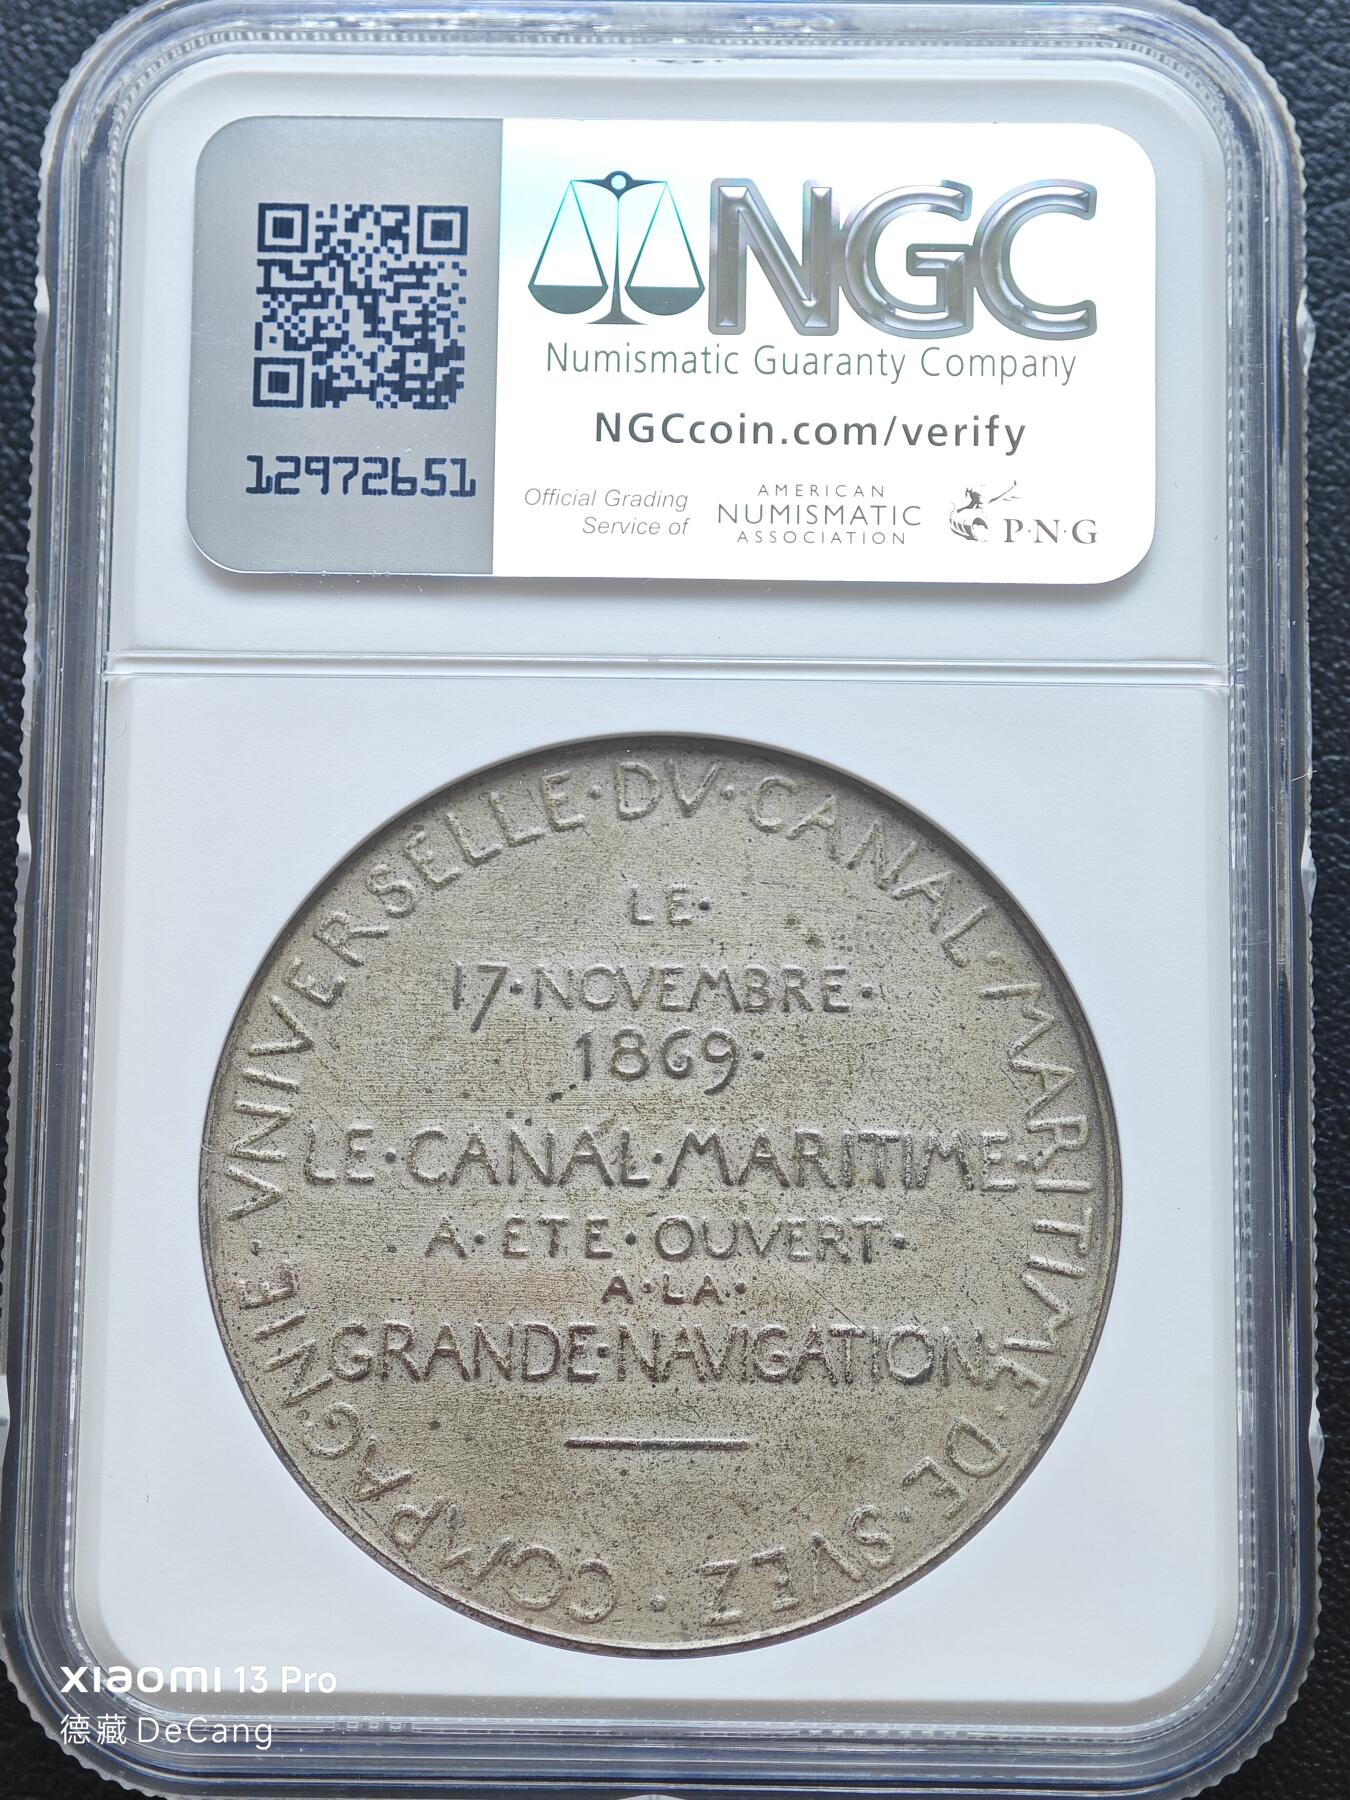 NGC
Numismatic Guaranty Company
NGCcoin.com/verify
12972651
Official Grading
Service of
AMERICAN
NUMISMATIC
ASSOCIATION
P·N·G
COMPAGNIE·VNIVERSELLE·DV·CANAL·MARITIME·DE·SVEZ·
LE·
17·NOVEMBRE·
1869·
LE·CANAL·MARITIME·
A·ETE·OUVERT·
A·LA·
GRANDE·NAVIGATION·
XIAOMI 13 Pro
德藏 DeCang